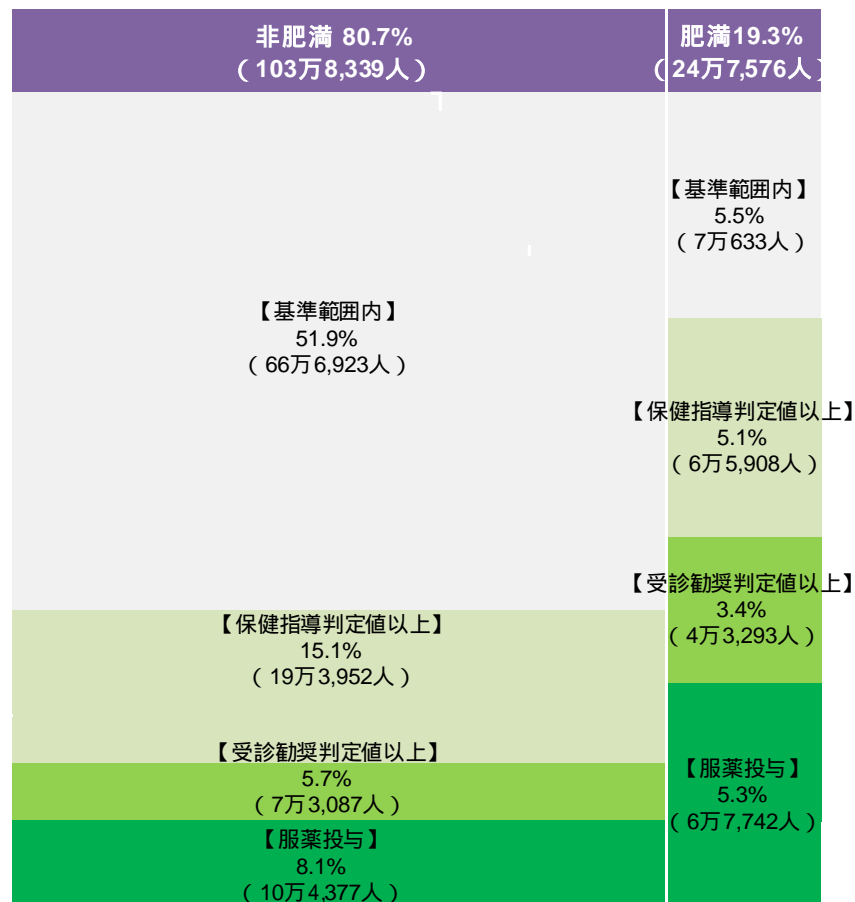 非肥満 80.7%
(103万8,339人)
肥満19.3%
(24万7,576人)
【基準範囲内】
51.9%
(66万6,923人)
【保健指導判定値以上】
15.1%
(19万3,952人)
【受診勧奨判定値以上】
5.7%
(7万3,087人)
【服薬投与】
8.1%
(10万4,377人)
【基準範囲内】
5.5%
(7万633人)
【保健指導判定値以上】
5.1%
(6万5,908人)
【受診勧奨判定値以上】
3.4%
(4万3,293人)
【服薬投与】
5.3%
(6万7,742人)